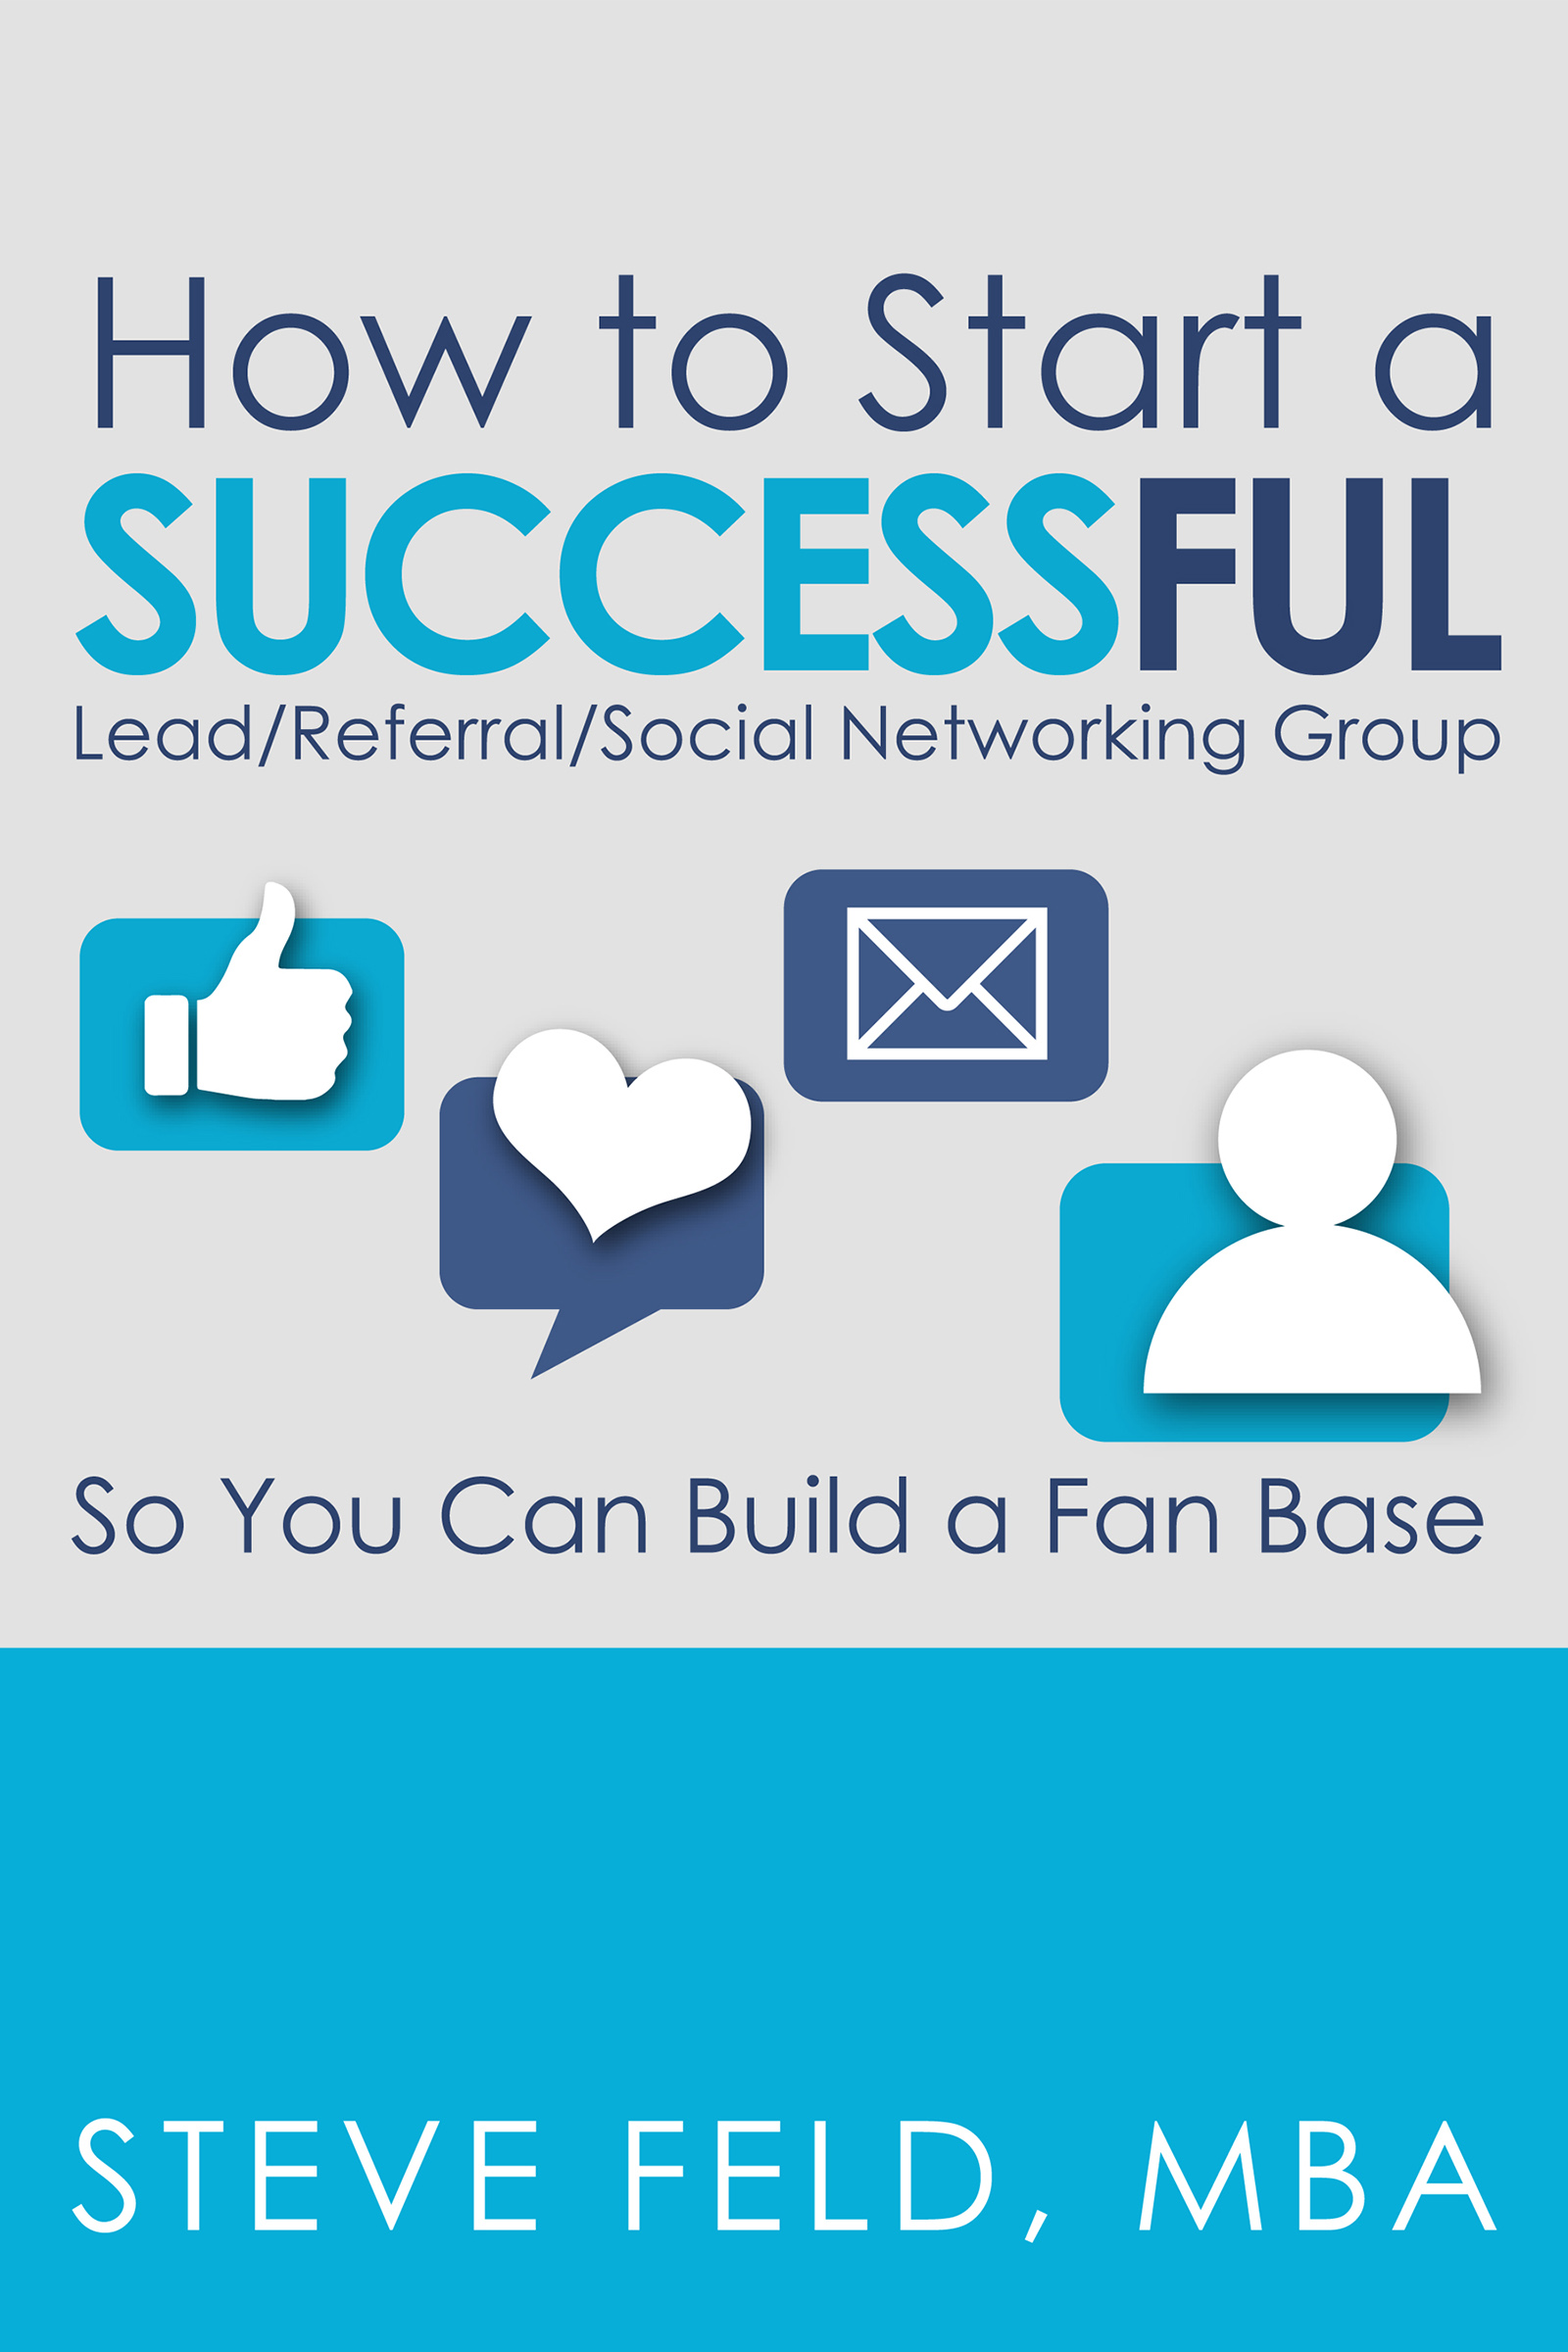 How to Start a
SUCCESSFUL
Lead/Referral/Social Networking Group
So You Can Build a Fan Base
STEVE FELD, MBA